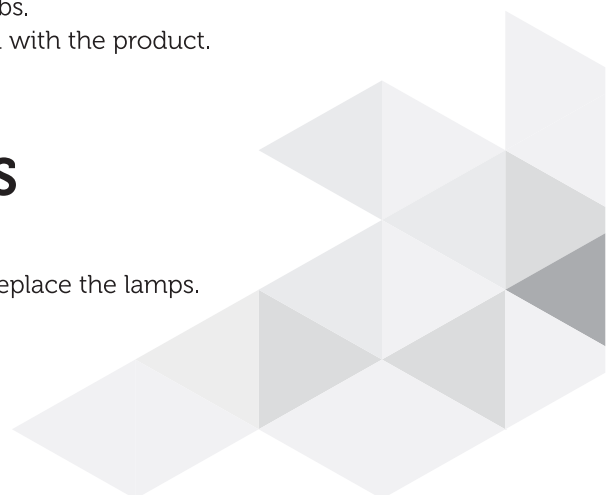 bs.
with the product.
s
eplace the lamps.